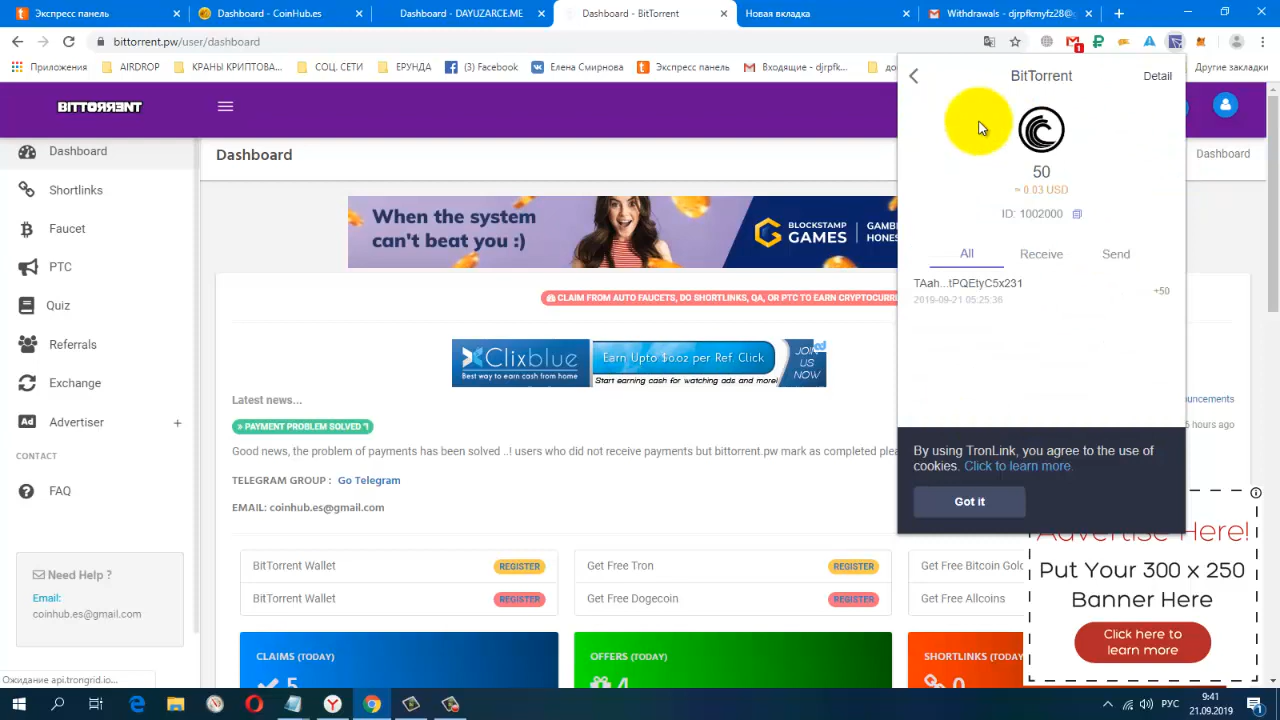 Экспресс панель
Dashboard - CoinHub.es
Dashboard - DAYUZARCE.ME
Dashboard - BitTorrent
Новая вкладка
Withdrawals - djrpfkmyfz28@
bittorrent.pw/user/dashboard
1
Приложения
AIRDROP
КРАНЫ КРИПТОВА...
СОЦ. СЕТИ
ЕРУНДА
(3) Facebook
Елена Смирнова
Экспресс панель
Входящие - djrpfk...
Другие закладки
BITTORRENT
Dashboard
Shortlinks
Faucet
PTC
Quiz
Referrals
Exchange
Advertiser +
CONTACT
FAQ
Need Help ?
Email:
coinhub.es@gmail.com
Ожидание api.trongrid.io...
Dashboard
Dashboard
When the system
can't beat you :)
BLOCKSTAMP
GAMES
CLAIM FROM AUTO FAUCETS, DO SHORTLINKS, QA, OR PTC TO EARN CRYPTOCURR
Clixblue
Best way to earn cash from home
Earn Upto $0.02 per Ref. Click
Start earning cash for watching ads and more!
JOIN
US
NOW
Latest news...
» PAYMENT PROBLEM SOLVED "!
Good news, the problem of payments has been solved ..! users who did not receive payments but bittorrent.pw mark as completed
TELEGRAM GROUP : Go Telegram
EMAIL: coinhub.es@gmail.com
BitTorrent Wallet REGISTER
BitTorrent Wallet REGISTER
Get Free Tron REGISTER
Get Free Dogecoin REGISTER
Get Free Bitcoin Gold
Get Free Allcoins
CLAIMS (TODAY)
5
OFFERS (TODAY)
4
SHORTLINKS (TODAY
0
BitTorrent
Detail
50
≈ 0.03 USD
ID: 1002000
All
Receive
Send
TAah...tPQEtyC5x231
2019-09-21 05:25:36
+50
By using TronLink, you agree to the use of
cookies. Click to learn more.
Got it
Advertise Here!
Put Your 300 x 250
Banner Here
Click here to
learn more
РУС
9:41
21.09.2019
1